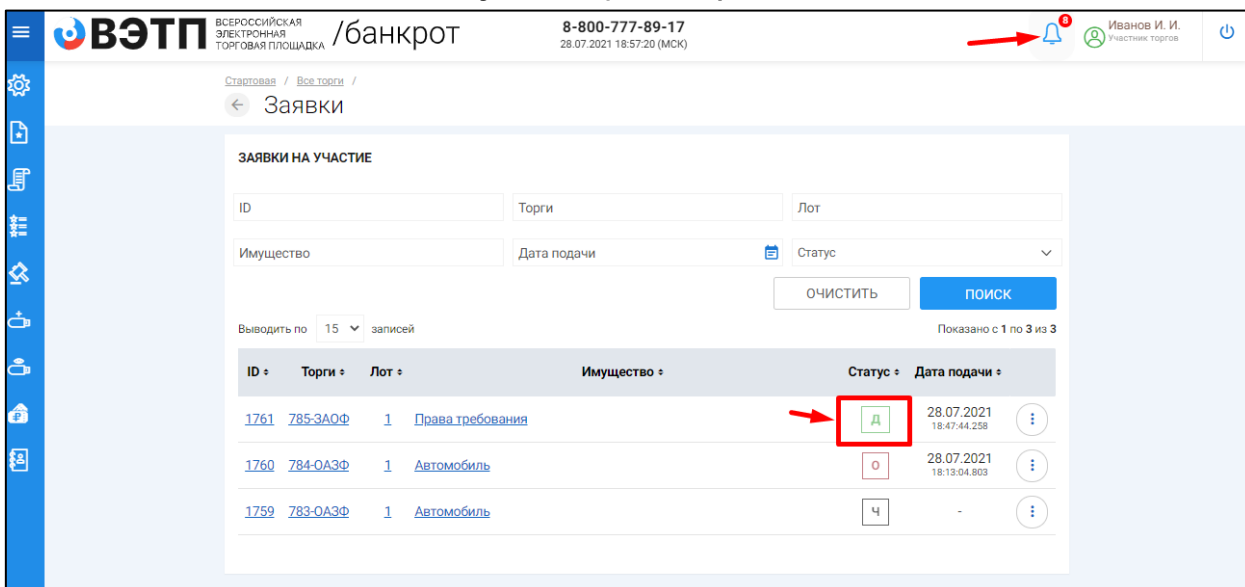 ВЭТП ВСЕРОССИЙСКАЯ ЭЛЕКТРОННАЯ ТОРГОВАЯ ПЛОЩАДКА /банкрот
8-800-777-89-17
28.07.2021 18:57:20 (МСК)
8
Иванов И. И.
Участник торгов
Стартовая / Все торги /
Заявки
ЗАЯВКИ НА УЧАСТИЕ
ID Торги Лот
Имущество Дата подачи Статус
ОЧИСТИТЬ ПОИСК
Выводить по 15 записей Показано с 1 по 3 из 3
ID Торги Лот Имущество Статус Дата подачи
1761 785-ЗАОФ 1 Права требования Д 28.07.2021
18:47:44.258
1760 784-ОАЗФ 1 Автомобиль О 28.07.2021
18:13:04.803
1759 783-ОАЗФ 1 Автомобиль Ч -